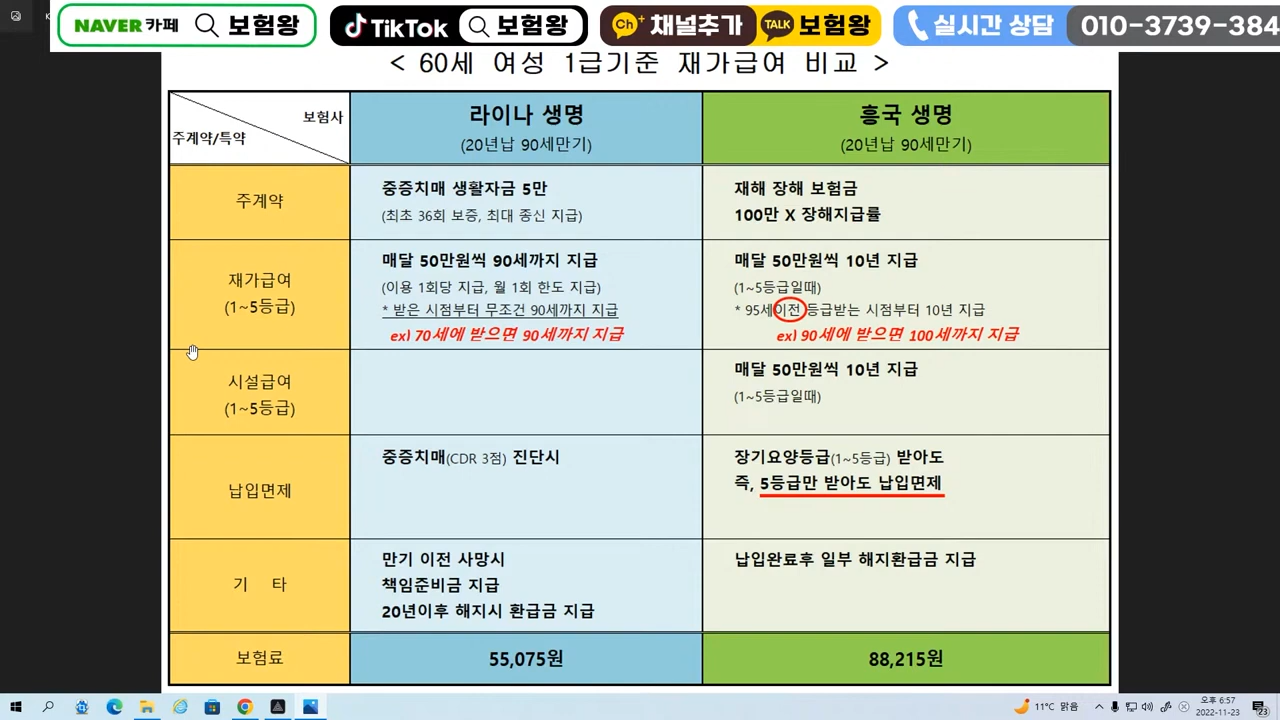 NAVER 카페 보험왕
TikTok 보험왕
Ch+ 채널추가 TALK 보험왕
실시간 상담 010-3739-384
< 60세 여성 1급기준 재가급여 비교 >
보험사
주계약/특약
라이나 생명
(20년납 90세만기)
흥국 생명
(20년납 90세만기)
주계약
중증치매 생활자금 5만
(최초 36회 보증, 최대 종신 지급)
재해 장해 보험금
100만 X 장해지급률
재가급여
(1~5등급)
매달 50만원씩 90세까지 지급
(이용 1회당 지급, 월 1회 한도 지급)
* 받은 시점부터 무조건 90세까지 지급
ex) 70세에 받으면 90세까지 지급
매달 50만원씩 10년 지급
(1~5등급일때)
* 95세이전 등급받는 시점부터 10년 지급
ex) 90세에 받으면 100세까지 지급
시설급여
(1~5등급)
매달 50만원씩 10년 지급
(1~5등급일때)
납입면제
중증치매(CDR 3점) 진단시
장기요양등급(1~5등급) 받아도
즉, 5등급만 받아도 납입면제
기 타
만기 이전 사망시
책임준비금 지급
20년이후 해지시 환급금 지급
납입완료후 일부 해지환급금 지급
보험료
55,075원
88,215원
11°C 맑음
오후 6:57
2022-11-23
23